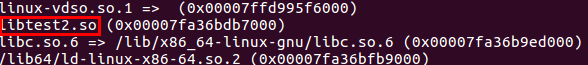 linux-vdso.so.1 => (0x00007ffd995f6000)
libtest2.so (0x00007fa36bdb7000)
libc.so.6 => /lib/x86_64-linux-gnu/libc.so.6 (0x00007fa36b9ed000)
/lib64/ld-linux-x86-64.so.2 (0x00007fa36bfb9000)